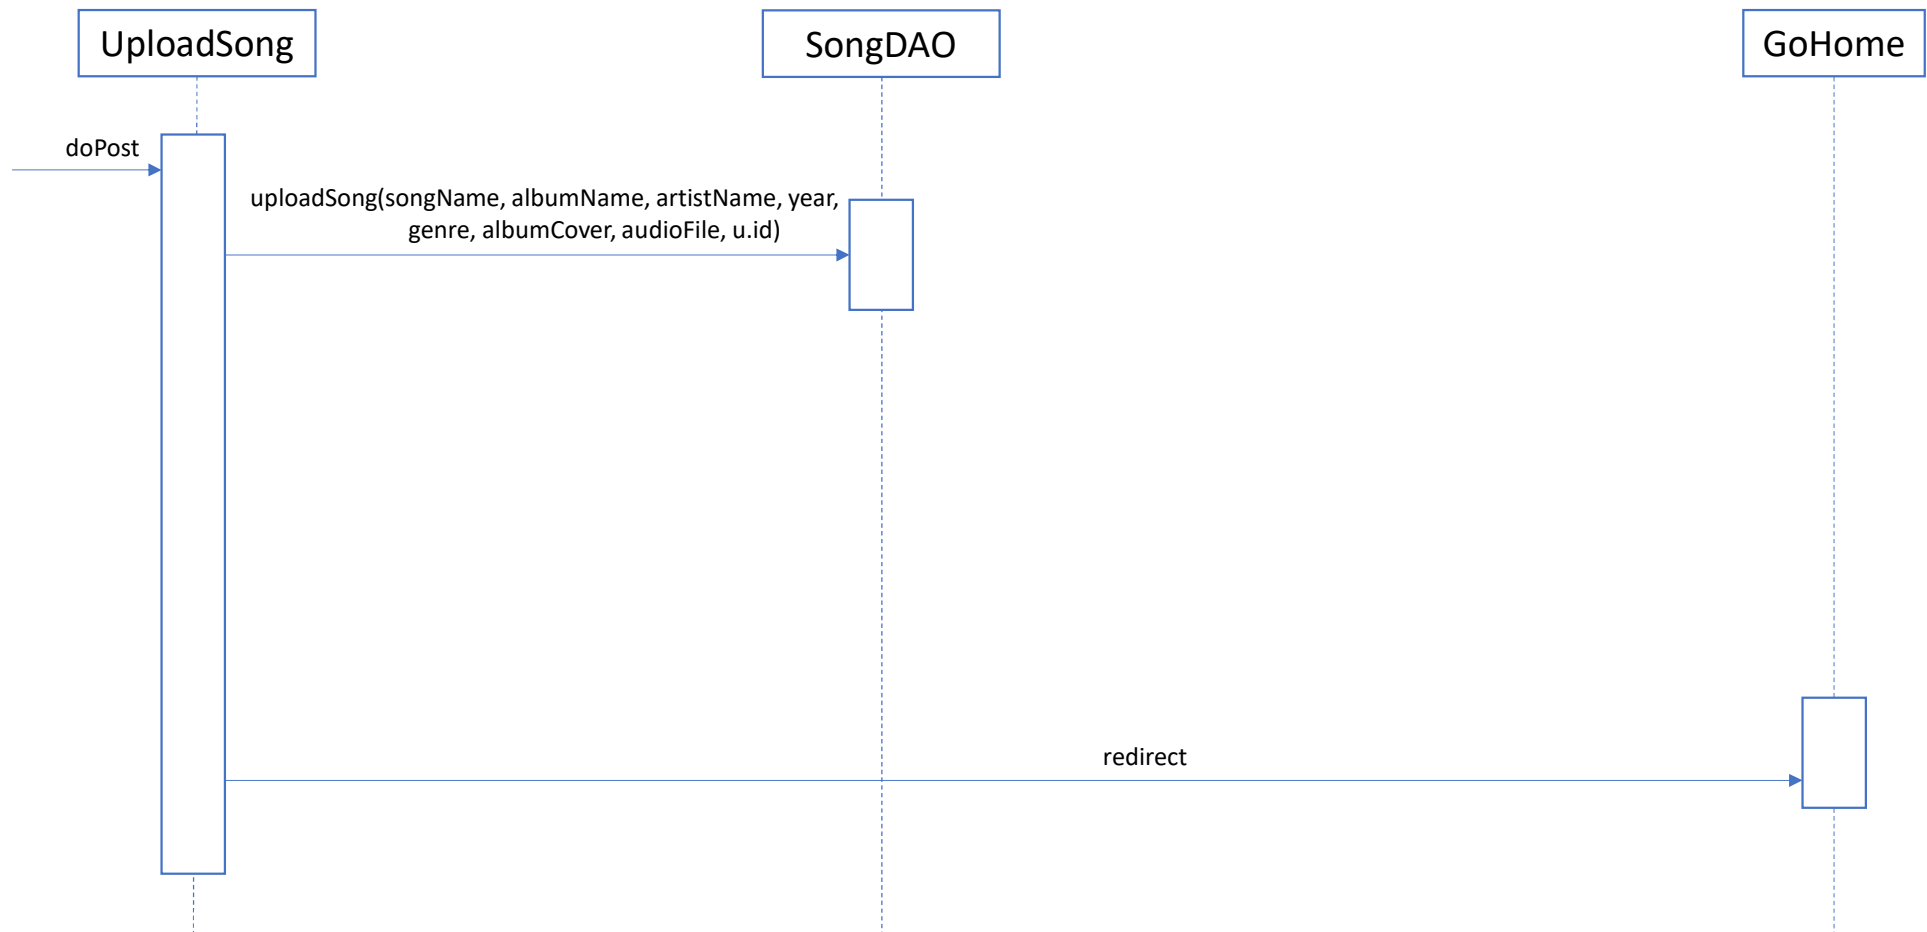 UploadSong
SongDAO
GoHome
doPost
uploadSong(songName, albumName, artistName, year,
genre, albumCover, audioFile, u.id)
redirect